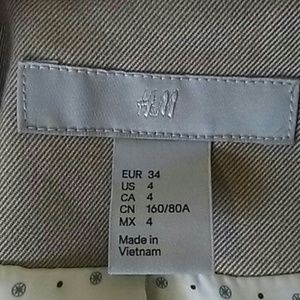 H&M
EUR 34
US 4
CA 4
CN 160/80A
MX 4
Made in
Vietnam